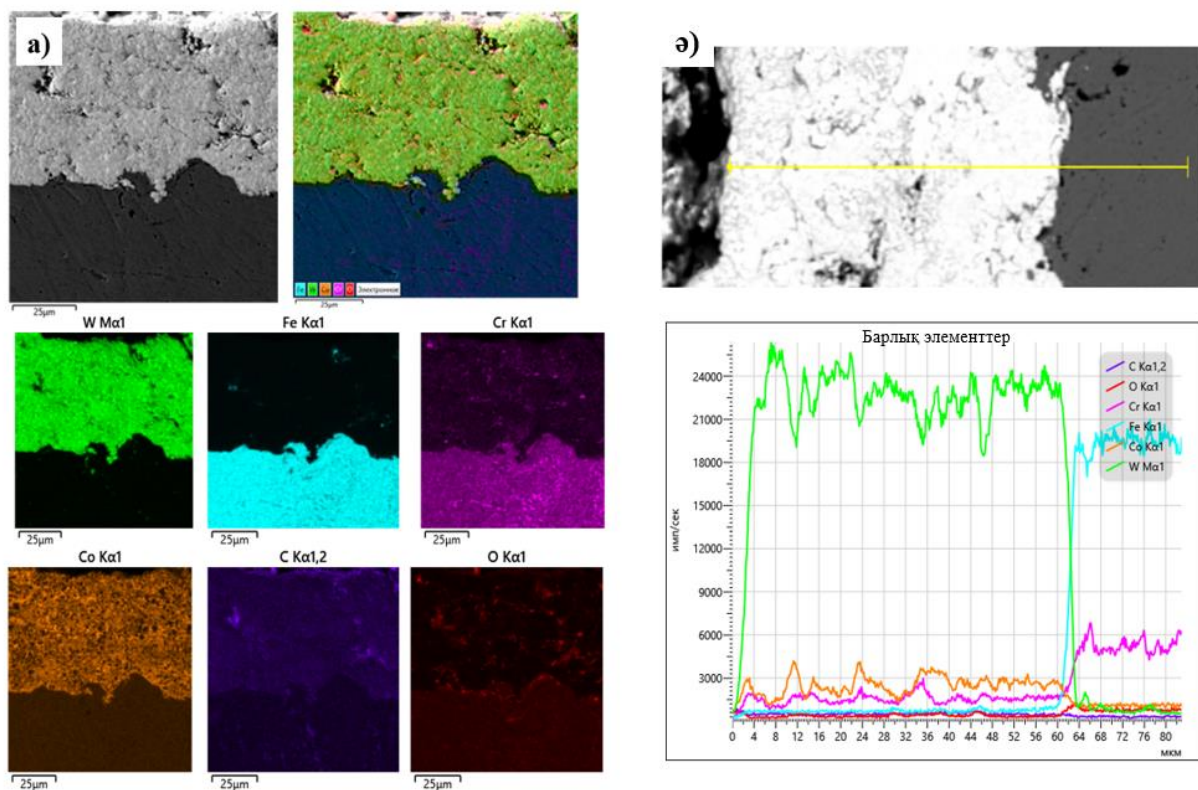 а)
25μm
Fe W Co Cr O Электронное
25μm
W Mα1
Fe Kα1
Cr Kα1
25μm
25μm
25μm
Co Kα1
C Kα1,2
O Kα1
25μm
25μm
25μm
ә)
Барлық элементтер
C Kα1,2
O Kα1
Cr Kα1
Fe Kα1
Co Kα1
W Mα1
24000
21000
18000
15000
12000
9000
6000
3000
имп/сек
0 4 8 12 16 20 24 28 32 36 40 44 48 52 56 60 64 68 72 76 80
мкм